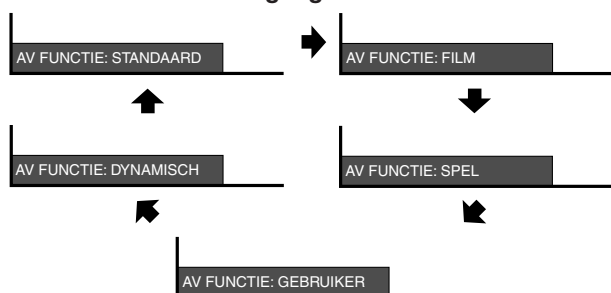 AV FUNCTIE: STANDAARD
AV FUNCTIE: FILM
AV FUNCTIE: DYNAMISCH
AV FUNCTIE: SPEL
AV FUNCTIE: GEBRUIKER